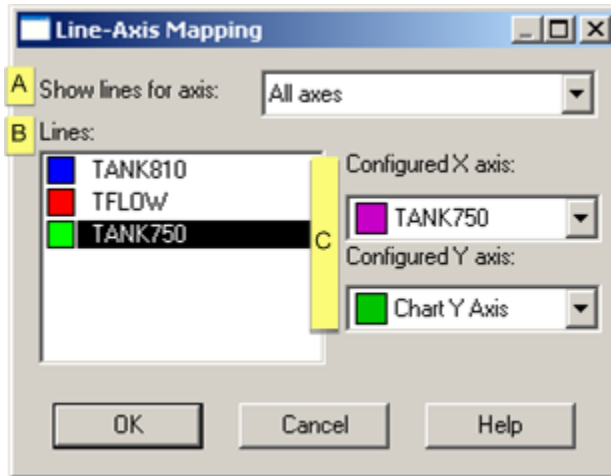 Line-Axis Mapping
A
Show lines for axis:
All axes
B
Lines:
TANK810
TFLOW
TANK750
C
Configured X axis:
TANK750
Configured Y axis:
Chart Y Axis
OK
Cancel
Help